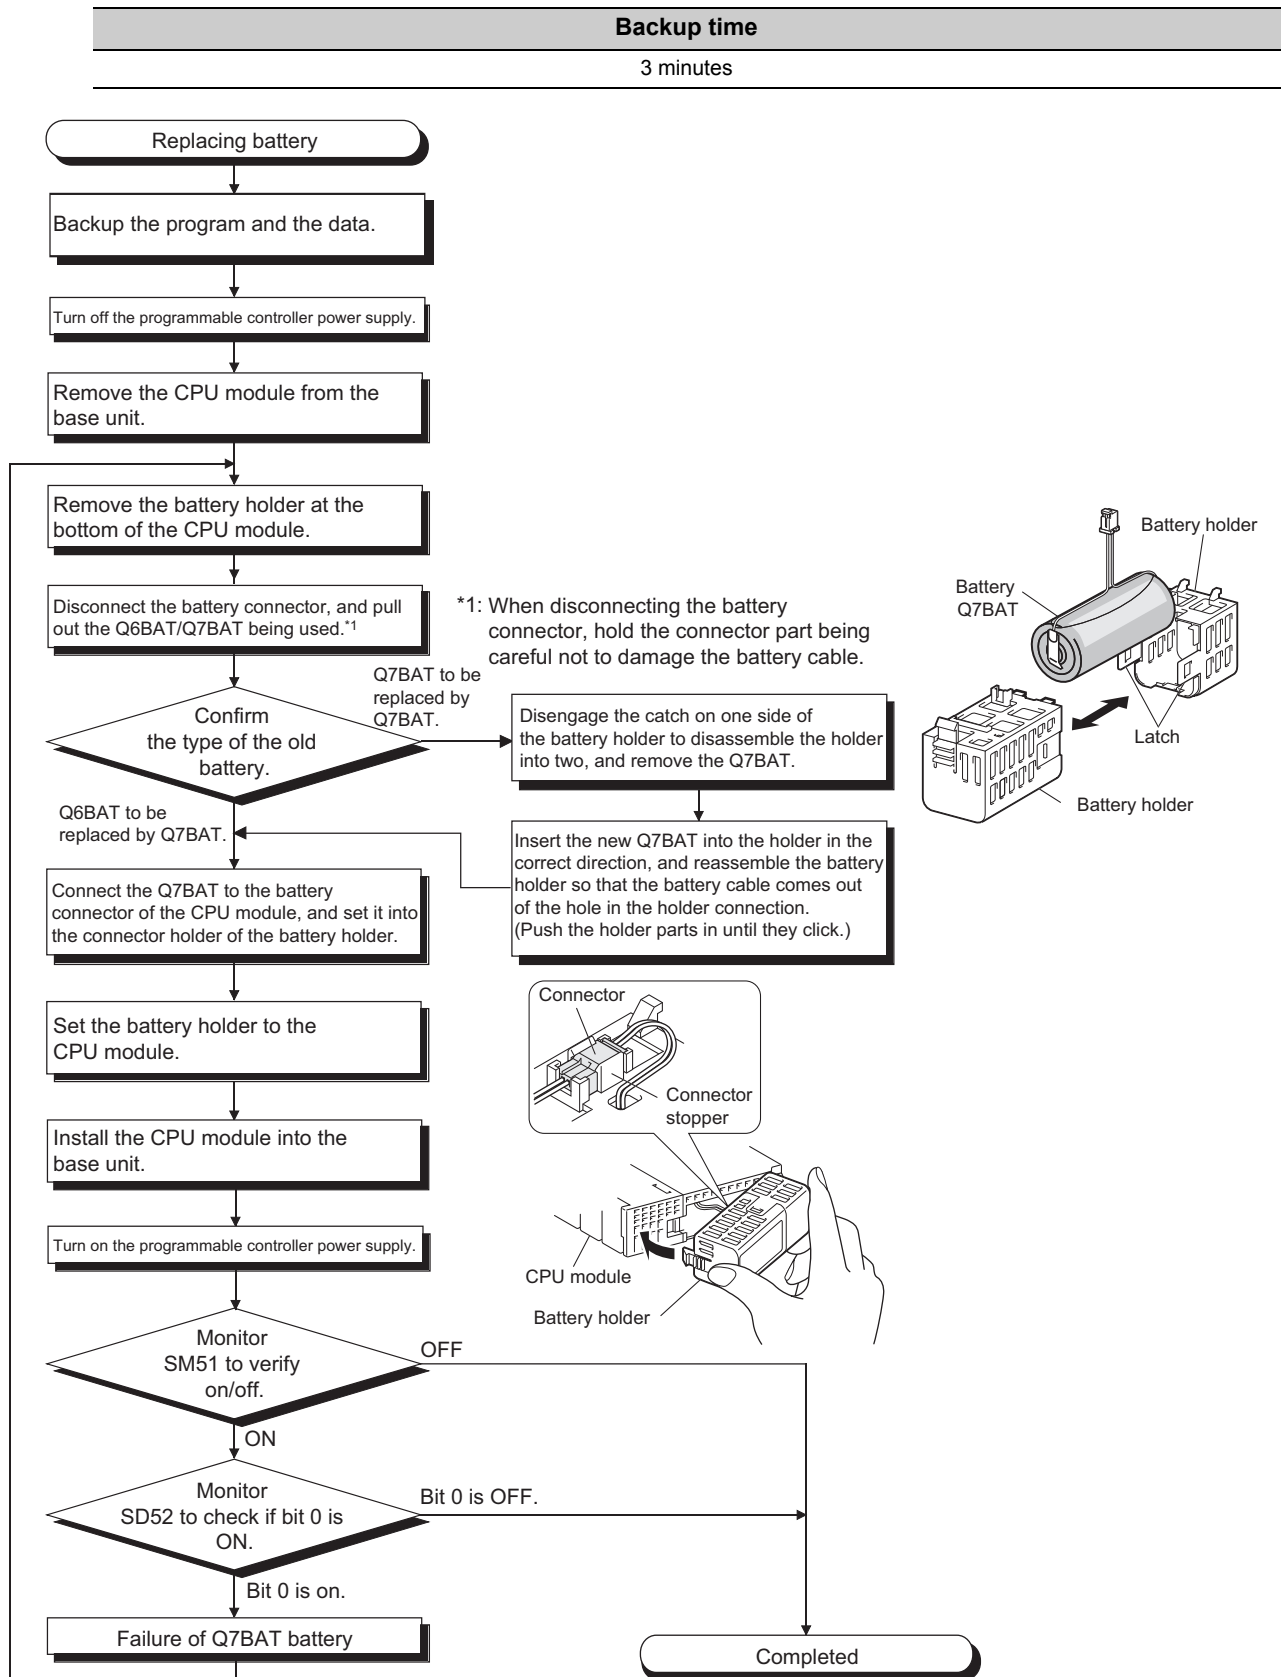 Backup time
3 minutes
Replacing battery
Backup the program and the data.
Turn off the programmable controller power supply.
Remove the CPU module from the
base unit.
Remove the battery holder at the
bottom of the CPU module.
Disconnect the battery connector, and pull
out the Q6BAT/Q7BAT being used.*1
*1: When disconnecting the battery
connector, hold the connector part being
careful not to damage the battery cable.
Battery holder
Battery
Q7BAT
Latch
Battery holder
Confirm
the type of the old
battery.
Q7BAT to be
replaced by
Q7BAT.
Disengage the catch on one side of
the battery holder to disassemble the holder
into two, and remove the Q7BAT.
Q6BAT to be
replaced by Q7BAT.
Insert the new Q7BAT into the holder in the
correct direction, and reassemble the battery
holder so that the battery cable comes out
of the hole in the holder connection.
(Push the holder parts in until they click.)
Connect the Q7BAT to the battery
connector of the CPU module, and set it into
the connector holder of the battery holder.
Set the battery holder to the
CPU module.
Connector
Connector
stopper
CPU module
Battery holder
Install the CPU module into the
base unit.
Turn on the programmable controller power supply.
Monitor
SM51 to verify
on/off.
OFF
ON
Monitor
SD52 to check if bit 0 is
ON.
Bit 0 is OFF.
Bit 0 is on.
Failure of Q7BAT battery
Completed